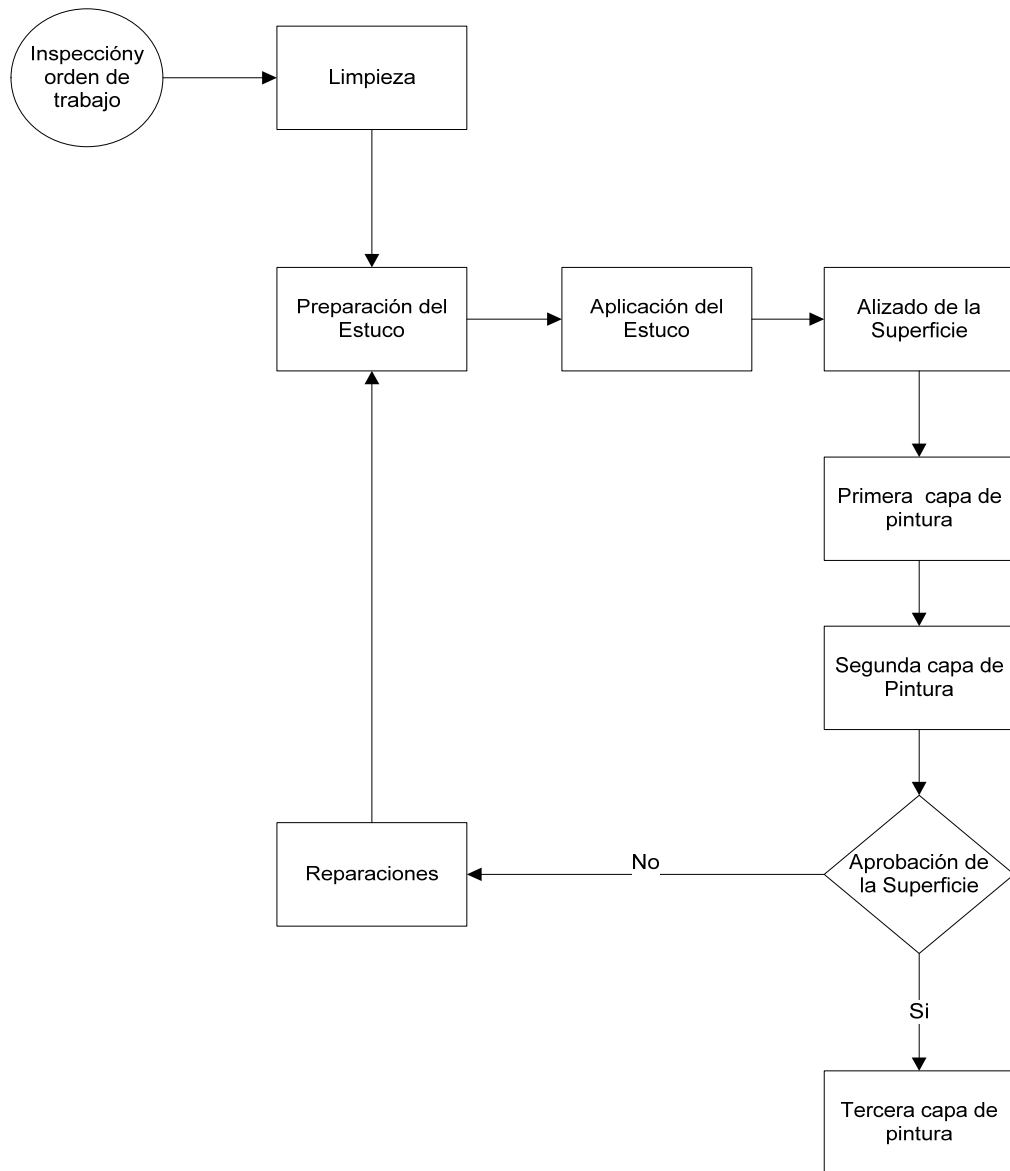 Inspeccióny
orden de
trabajo
Limpieza
Preparación del
Estuco
Aplicación del
Estuco
Alizado de la
Superficie
Primera capa de
pintura
Segunda capa de
Pintura
Aprobación de
la Superficie
No
Reparaciones
Si
Tercera capa de
pintura